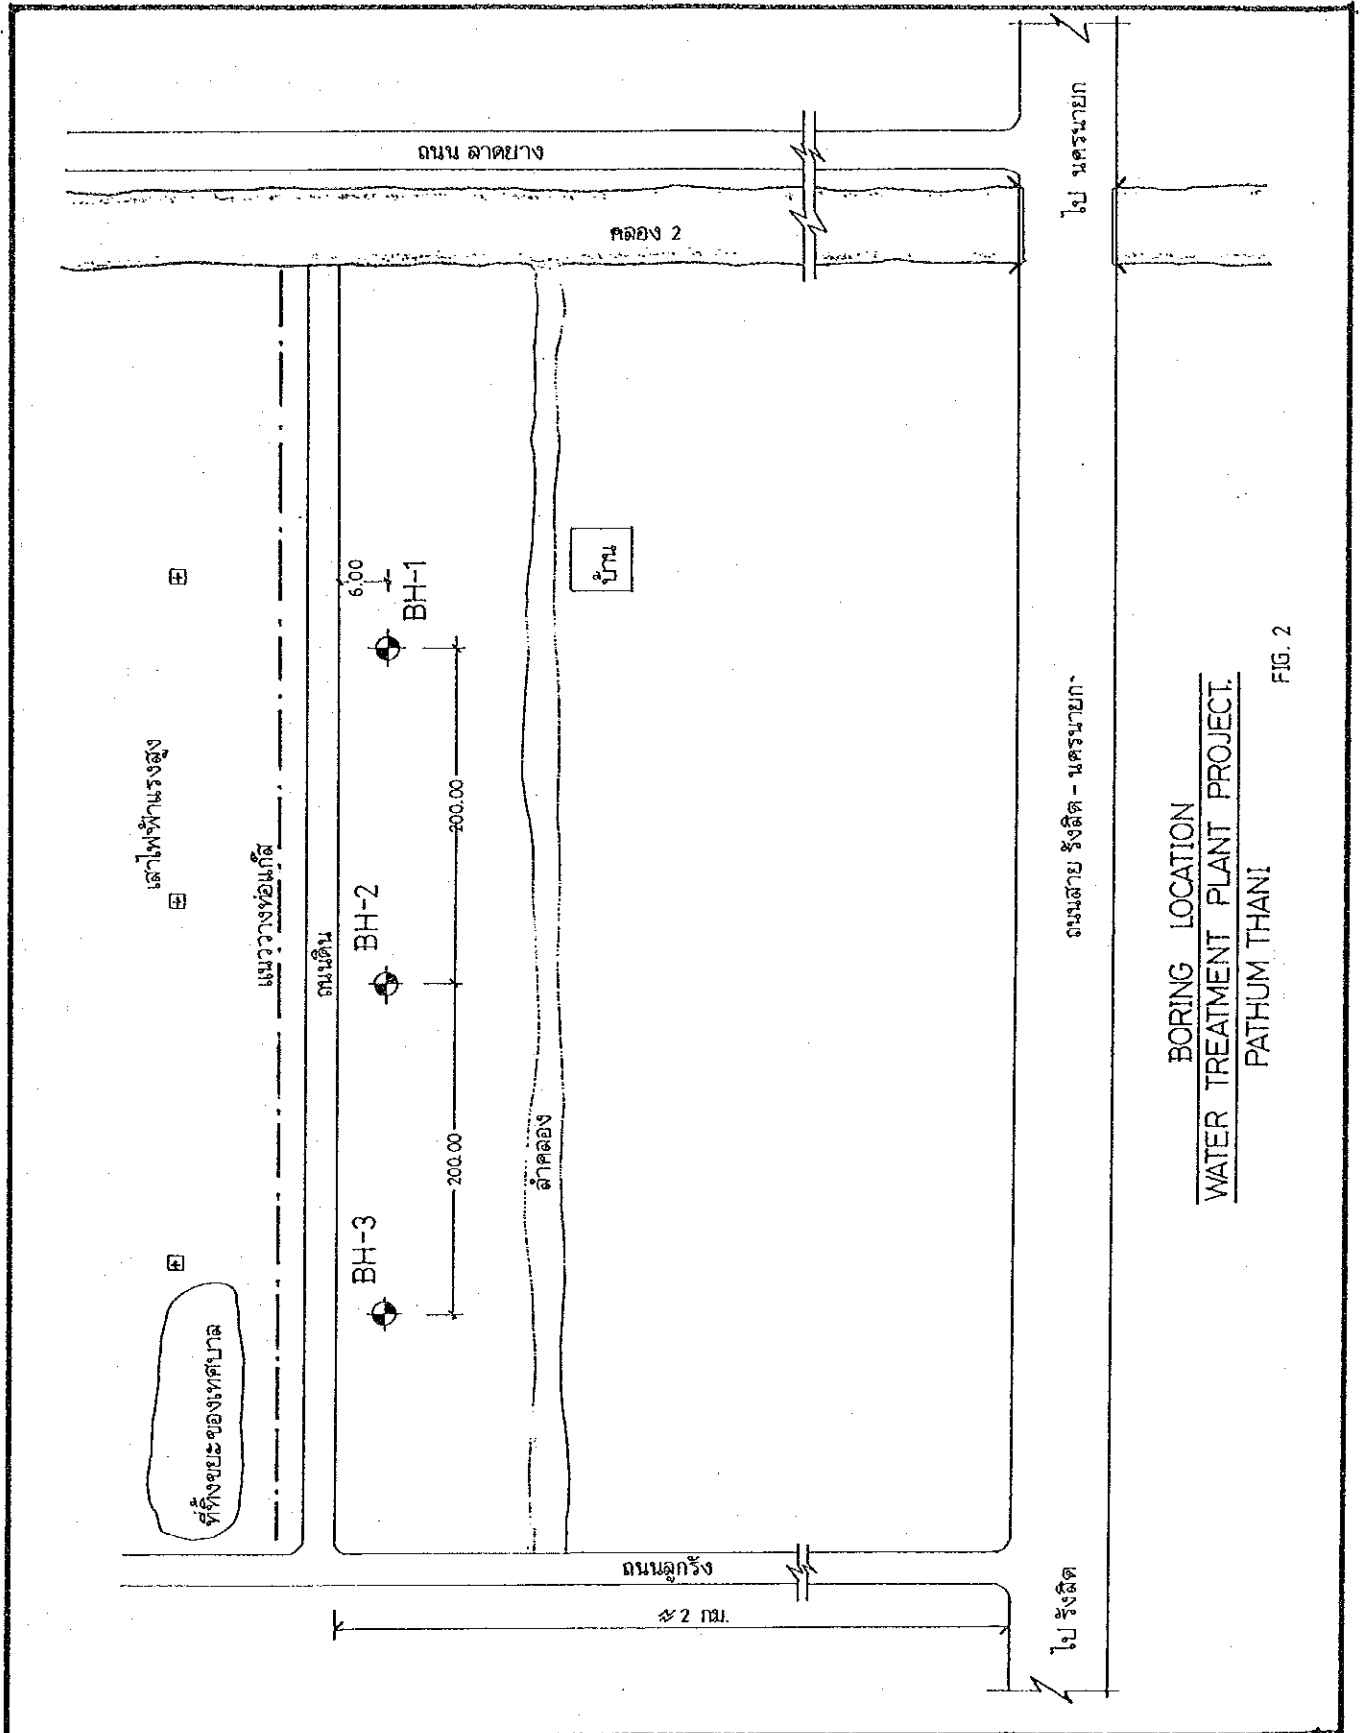 ถนน ลาดยาง
ไป นครนายก
คลอง 2
6.00
BH-1
บ้าน
เสาไฟฟ้าแรงสูง
แนววางท่อแก๊ส
ถนนดิน
BH-2
200.00
200.00
BH-3
ลำคลอง
ที่ทิ้งขยะของเทศบาล
ถนนสาย รังสิต - นครนายก
ถนนลูกรัง
≈ 2 กม.
ไป รังสิต
BORING LOCATION
WATER TREATMENT PLANT PROJECT.
PATHUM THANI
FIG. 2